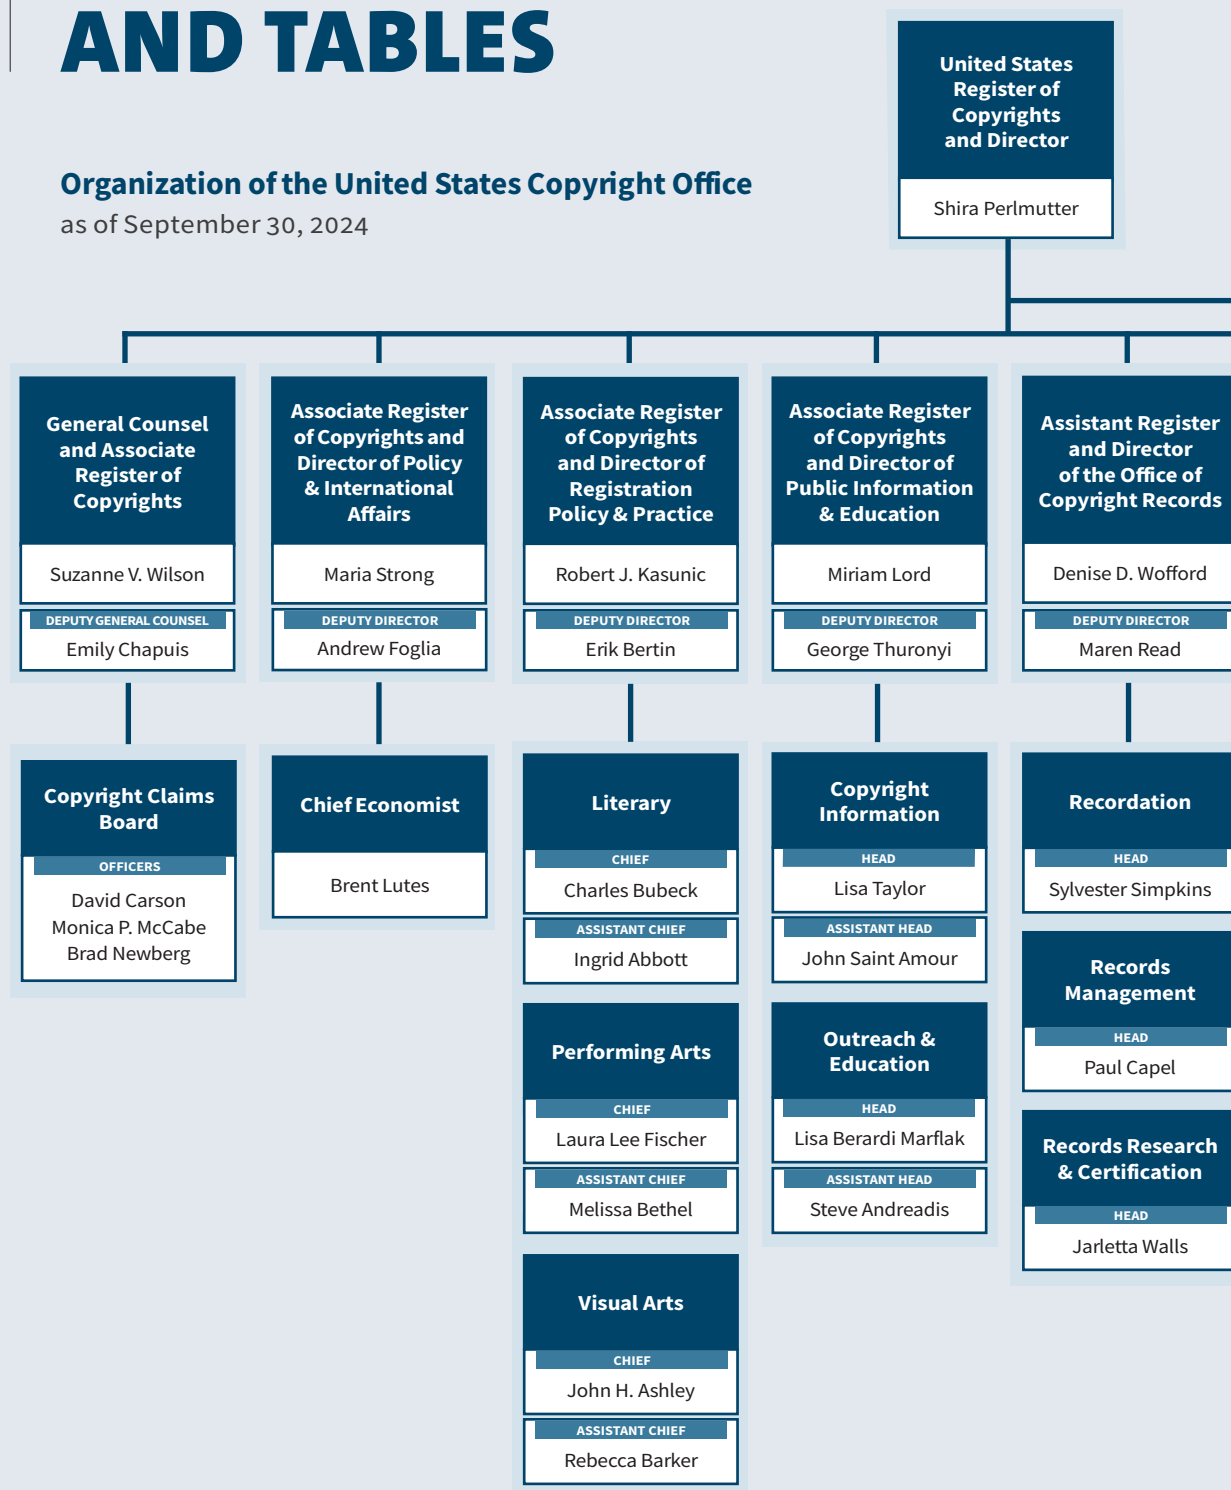 AND TABLES
Organization of the United States Copyright Office
as of September 30, 2024
United States
Register of
Copyrights
and Director
Shira Perlmutter
General Counsel
and Associate
Register of
Copyrights
Suzanne V. Wilson
DEPUTY GENERAL COUNSEL
Emily Chapuis
Copyright Claims
Board
OFFICERS
David Carson
Monica P. McCabe
Brad Newberg
Associate Register
of Copyrights and
Director of Policy
& International
Affairs
Maria Strong
DEPUTY DIRECTOR
Andrew Foglia
Chief Economist
Brent Lutes
Associate Register
of Copyrights
and Director of
Registration
Policy & Practice
Robert J. Kasunic
DEPUTY DIRECTOR
Erik Bertin
Literary
CHIEF
Charles Bubeck
ASSISTANT CHIEF
Ingrid Abbott
Performing Arts
CHIEF
Laura Lee Fischer
ASSISTANT CHIEF
Melissa Bethel
Visual Arts
CHIEF
John H. Ashley
ASSISTANT CHIEF
Rebecca Barker
Associate Register
of Copyrights
and Director of
Public Information
& Education
Miriam Lord
DEPUTY DIRECTOR
George Thuronyi
Copyright
Information
HEAD
Lisa Taylor
ASSISTANT HEAD
John Saint Amour
Outreach &
Education
HEAD
Lisa Berardi Marflak
ASSISTANT HEAD
Steve Andreadis
Assistant Register
and Director
of the Office of
Copyright Records
Denise D. Wofford
DEPUTY DIRECTOR
Maren Read
Recordation
HEAD
Sylvester Simpkins
Records
Management
HEAD
Paul Capel
Records Research
& Certification
HEAD
Jarletta Walls